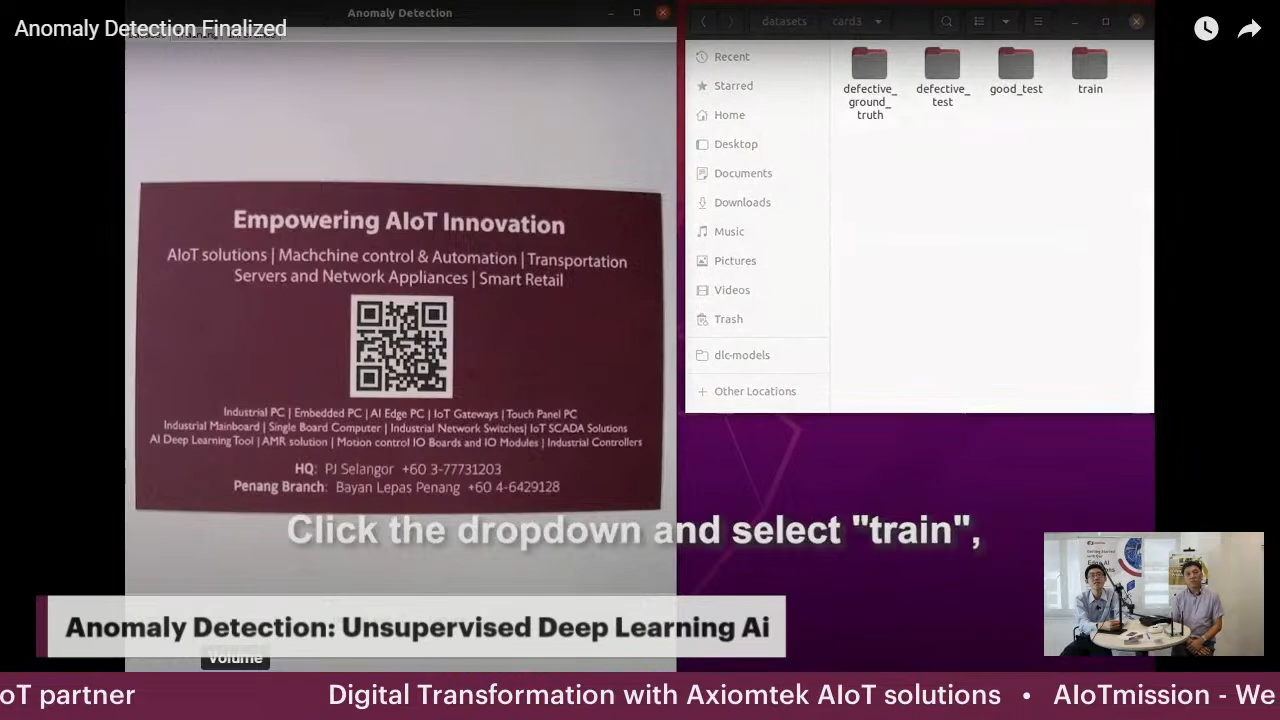 Anomaly Detection
Anomaly Detection Finalized
datasets
card3
Recent
Starred
Home
Desktop
Documents
Downloads
Music
Pictures
Videos
Trash
dlc-models
Other Locations
defective_
ground_
truth
defective_
test
good_test
train
Empowering AIoT Innovation
AIoT solutions | Machchine control & Automation | Transportation
Servers and Network Appliances | Smart Retail
Industrial PC | Embedded PC | AI Edge PC | IoT Gateways | Touch Panel PC
Industrial Mainboard | Single Board Computer | Industrial Network Switches| IoT SCADA Solutions
AI Deep Learning Tool | AMR solution | Motion control IO Boards and IO Modules | Industrial Controllers
HQ: PJ Selangor +60 3-77731203
Penang Branch: Bayan Lepas Penang +60 4-6429128
Click the dropdown and select "train",
Anomaly Detection: Unsupervised Deep Learning Ai
Volume
oT partner
Digital Transformation with Axiomtek AIoT solutions • AIoTmission - We